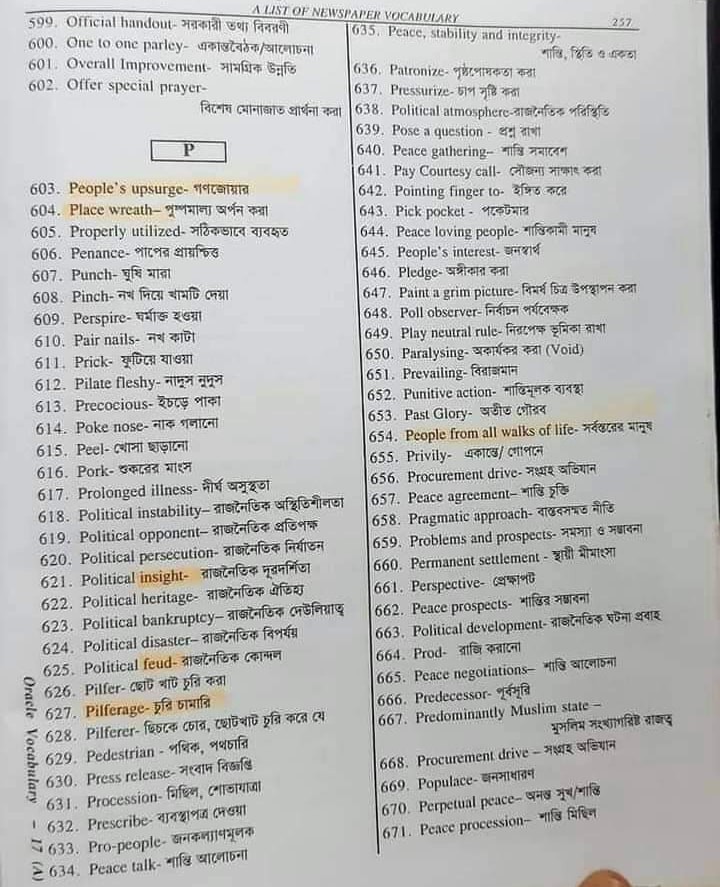 A LIST OF NEWSPAPER VOCABULARY
257
599. Official handout- সরকারী তথ্য বিবরণী
600. One to one parley- একান্তবৈঠক/আলোচনা
601. Overall Improvement- সামগ্রিক উন্নতি
602. Offer special prayer-
বিশেষ মোনাজাত প্রার্থনা করা
P
603. People's upsurge- গণজোয়ার
604. Place wreath– পুষ্পমাল্য অর্পন করা
605. Properly utilized- সঠিকভাবে ব্যবহৃত
606. Penance- পাপের প্রায়শ্চিত্ত
607. Punch- ঘুষি মারা
608. Pinch- নখ দিয়ে খামটি দেয়া
609. Perspire- ঘর্মাক্ত হওয়া
610. Pair nails- নখ কাটা
611. Prick- ফুটিয়ে যাওয়া
612. Pilate fleshy- নাদুস নুদুস
613. Precocious- ইচড়ে পাকা
614. Poke nose- নাক গলানো
615. Peel- খোসা ছাড়ানো
616. Pork- শুকরের মাংস
617. Prolonged illness- দীর্ঘ অসুস্থতা
618. Political instability– রাজনৈতিক অস্থিতিশীলতা
619. Political opponent– রাজনৈতিক প্রতিপক্ষ
620. Political persecution- রাজনৈতিক নির্যাতন
621. Political insight- রাজনৈতিক দূরদর্শিতা
622. Political heritage- রাজনৈতিক ঐতিহ্য
623. Political bankruptcy– রাজনৈতিক দেউলিয়াত্ব
624. Political disaster– রাজনৈতিক বিপর্যয়
625. Political feud- রাজনৈতিক কোন্দল
626. Pilfer- ছোট খাট চুরি করা
627. Pilferage- চুরি চামারি
628. Pilferer- ছিচকে চোর, ছোটখাট চুরি করে যে
629. Pedestrian - পথিক, পথচারি
630. Press release- সংবাদ বিজ্ঞপ্তি
631. Procession- মিছিল, শোভাযাত্রা
632. Prescribe- ব্যবস্থাপত্র দেওয়া
633. Pro-people- জনকল্যাণমূলক
634. Peace talk- শান্তি আলোচনা
635. Peace, stability and integrity-
শান্তি, স্থিতি ও একতা
636. Patronize- পৃষ্ঠপোষকতা করা
637. Pressurize- চাপ সৃষ্টি করা
638. Political atmosphere-রাজনৈতিক পরিস্থিতি
639. Pose a question - প্রশ্ন রাখা
640. Peace gathering– শান্তি সমাবেশ
641. Pay Courtesy call- সৌজন্য সাক্ষাৎ করা
642. Pointing finger to- ইঙ্গিত করে
643. Pick pocket - পকেটমার
644. Peace loving people- শান্তিকামী মানুষ
645. People's interest- জনস্বার্থ
646. Pledge- অঙ্গীকার করা
647. Paint a grim picture- বিমর্ষ চিত্র উপস্থাপন করা
648. Poll observer- নির্বাচন পর্যবেক্ষক
649. Play neutral rule- নিরপেক্ষ ভূমিকা রাখা
650. Paralysing- অকার্যকর করা (Void)
651. Prevailing- বিরাজমান
652. Punitive action- শাস্তিমূলক ব্যবস্থা
653. Past Glory- অতীত গৌরব
654. People from all walks of life- সর্বস্তরের মানুষ
655. Privily- একান্তে/ গোপনে
656. Procurement drive- সংগ্রহ অভিযান
657. Peace agreement– শান্তি চুক্তি
658. Pragmatic approach- বাস্তবসম্মত নীতি
659. Problems and prospects- সমস্যা ও সম্ভাবনা
660. Permanent settlement - স্থায়ী মীমাংসা
661. Perspective- প্রেক্ষাপট
662. Peace prospects- শান্তির সম্ভাবনা
663. Political development- রাজনৈতিক ঘটনা প্রবাহ
664. Prod- রাজি করানো
665. Peace negotiations– শান্তি আলোচনা
666. Predecessor- পূর্বসূরি
667. Predominantly Muslim state –
মুসলিম সংখ্যাগরিষ্ট রাজত্ব
668. Procurement drive – সংগ্রহ অভিযান
669. Populace- জনসাধারণ
670. Perpetual peace– অনন্ত সুখ/শান্তি
671. Peace procession– শান্তি মিছিল
Oracle Vocabulary – 17 (A)